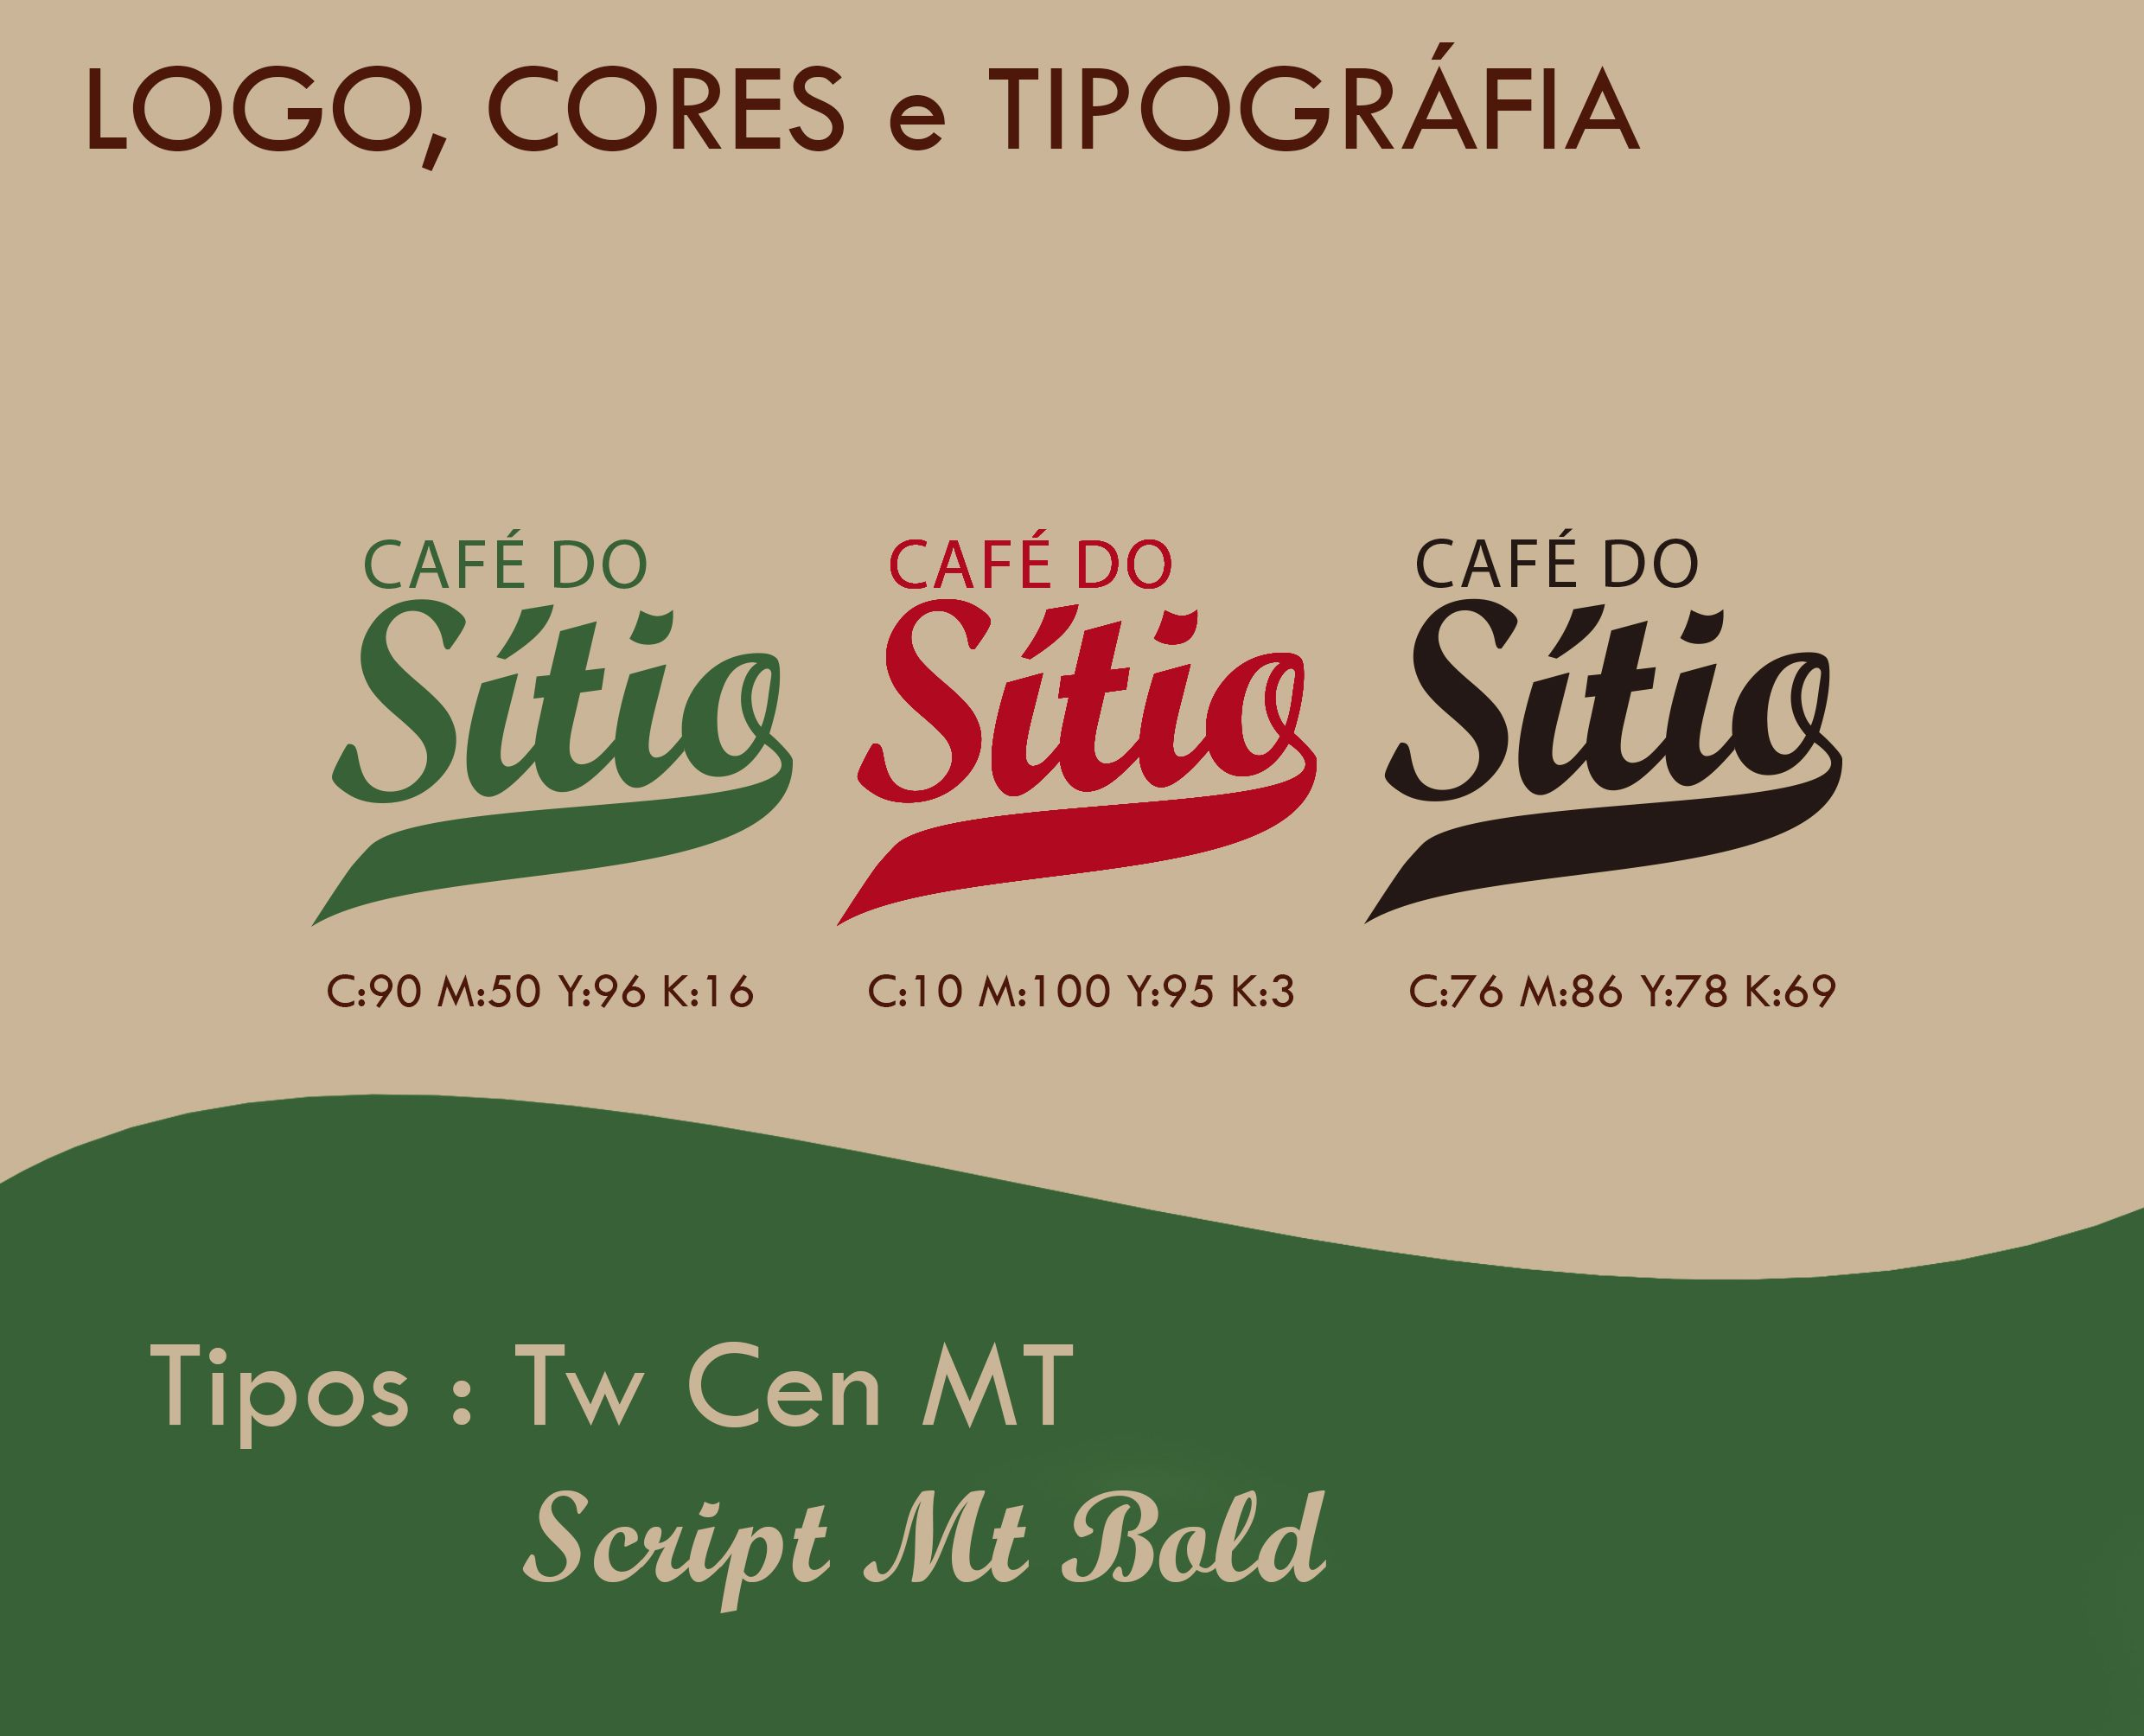 LOGO, CORES e TIPOGRÁFIA
CAFÉ DO
Sítio
C:90 M:50 Y:96 K:16
CAFÉ DO
Sítio
C:10 M:100 Y:95 K:3
CAFÉ DO
Sítio
C:76 M:86 Y:78 K:69
Tipos : Tw Cen MT
Script Mt Bold